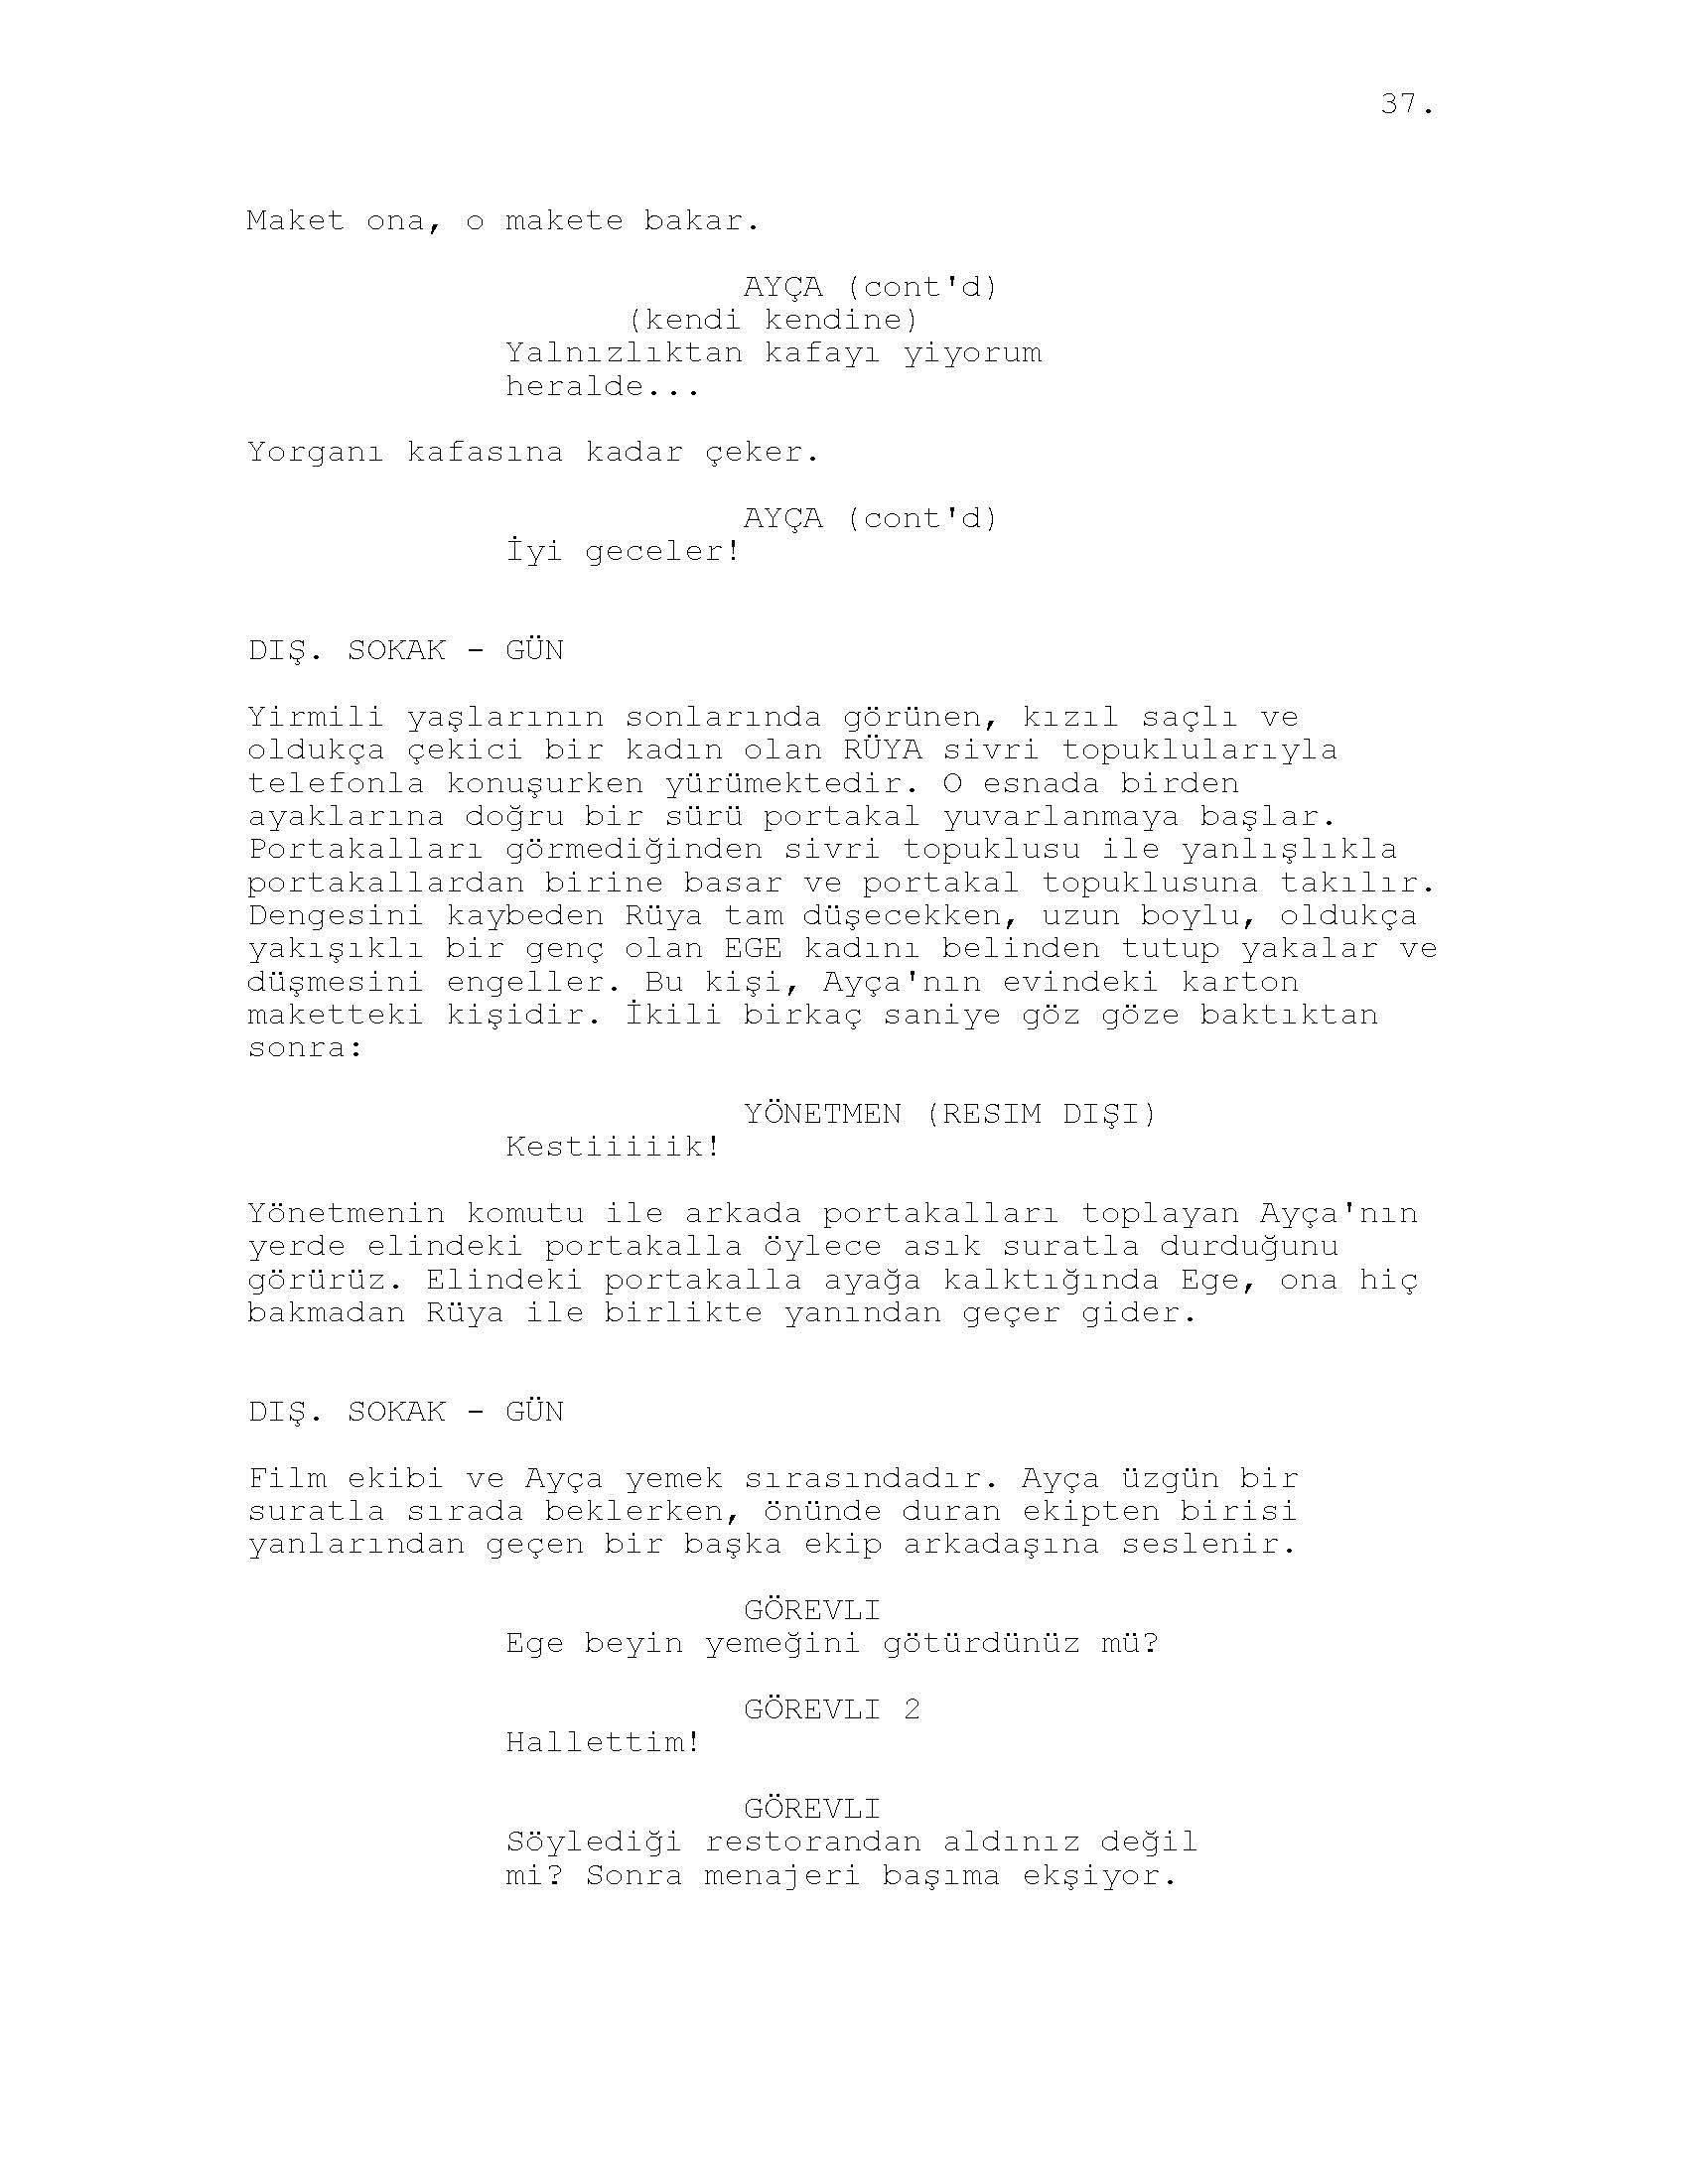 37.
Maket ona, o makete bakar.
AYÇA (cont'd)
(kendi kendine)
Yalnızlıktan kafayı yiyorum
heralde...
Yorganı kafasına kadar çeker.
AYÇA (cont'd)
İyi geceler!
DIŞ. SOKAK - GÜN
Yirmili yaşlarının sonlarında görünen, kızıl saçlı ve
oldukça çekici bir kadın olan RÜYA sivri topuklularıyla
telefonla konuşurken yürümektedir. O esnada birden
ayaklarına doğru bir sürü portakal yuvarlanmaya başlar.
Portakalları görmediğinden sivri topuklusu ile yanlışlıkla
portakallardan birine basar ve portakal topuklusuna takılır.
Dengesini kaybeden Rüya tam düşecekken, uzun boylu, oldukça
yakışıklı bir genç olan EGE kadını belinden tutup yakalar ve
düşmesini engeller. Bu kişi, Ayça'nın evindeki karton
maketteki kişidir. İkili birkaç saniye göz göze baktıktan
sonra:
YÖNETMEN (RESIM DIŞI)
Kestiiiiik!
Yönetmenin komutu ile arkada portakalları toplayan Ayça'nın
yerde elindeki portakalla öylece asık suratla durduğunu
görürüz. Elindeki portakalla ayağa kalktığında Ege, ona hiç
bakmadan Rüya ile birlikte yanından geçer gider.
DIŞ. SOKAK - GÜN
Film ekibi ve Ayça yemek sırasındadır. Ayça üzgün bir
suratla sırada beklerken, önünde duran ekipten birisi
yanlarından geçen bir başka ekip arkadaşına seslenir.
GÖREVLI
Ege beyin yemeğini götürdünüz mü?
GÖREVLI 2
Hallettim!
GÖREVLI
Söylediği restorandan aldınız değil
mi? Sonra menajeri başıma ekşiyor.